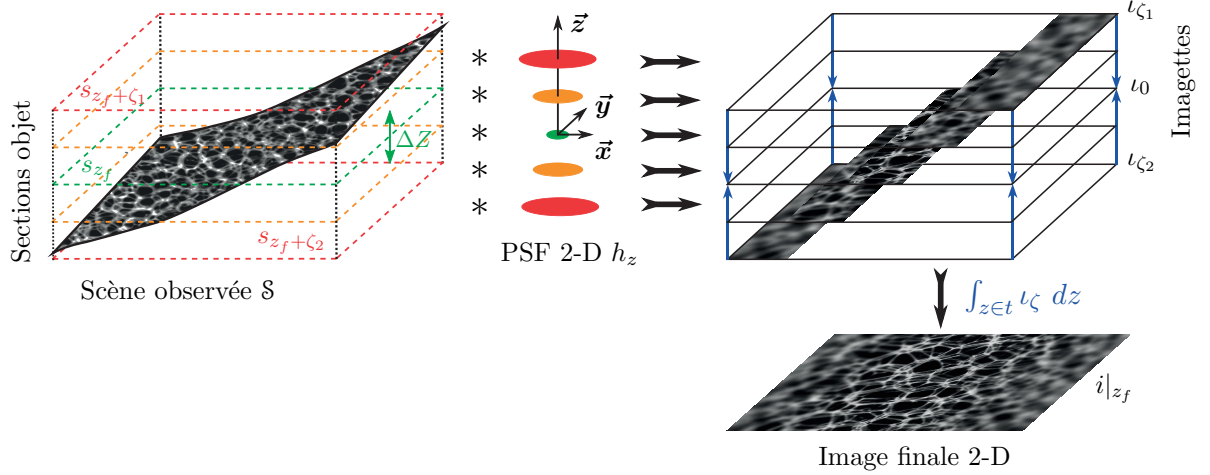 Sections objet
s_{z_f+ζ_1}
s_{z_f}
s_{z_f+ζ_2}
ΔZ
Scène observée 𝒮
*
*
*
*
*
z⃗
y⃗
x⃗
PSF 2-D h_z
ι_{ζ_1}
ι_0
ι_{ζ_2}
Imagettes
∫_{z∈t} ι_ζ dz
i|_{z_f}
Image finale 2-D